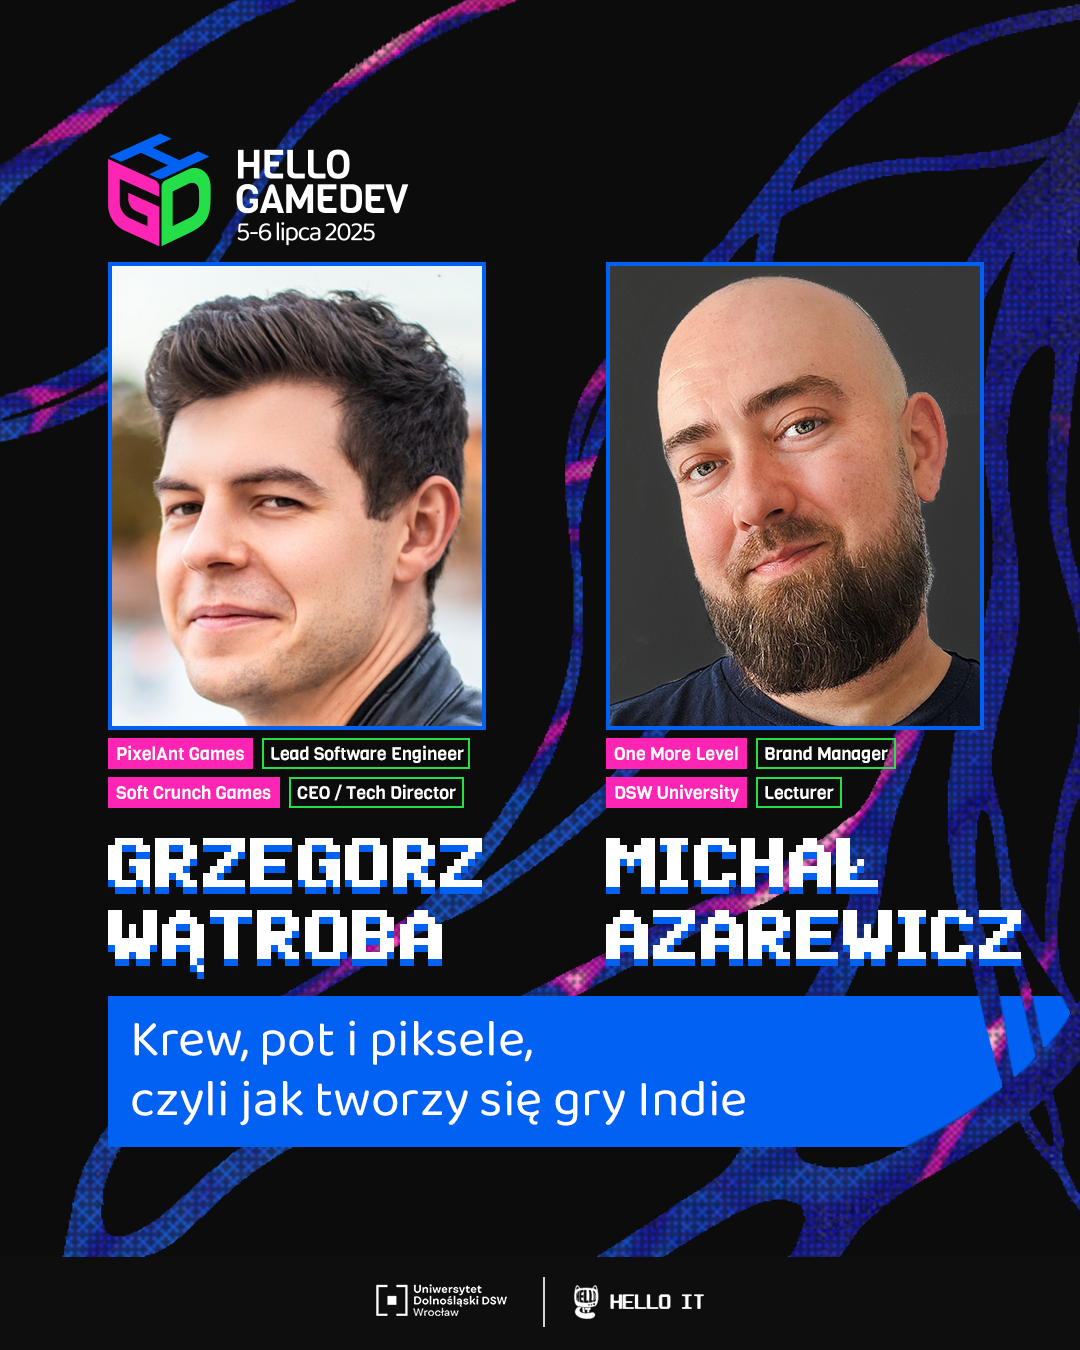 HGD
HELLO
GAMEDEV
5-6 lipca 2025
PixelAnt Games Lead Software Engineer
Soft Crunch Games CEO / Tech Director
GRZEGORZ
WĄTROBA
One More Level Brand Manager
DSW University Lecturer
MICHAŁ
AZAREWICZ
Krew, pot i piksele,
czyli jak tworzy się gry Indie
Uniwersytet
Dolnośląski DSW
Wrocław
HELLO IT